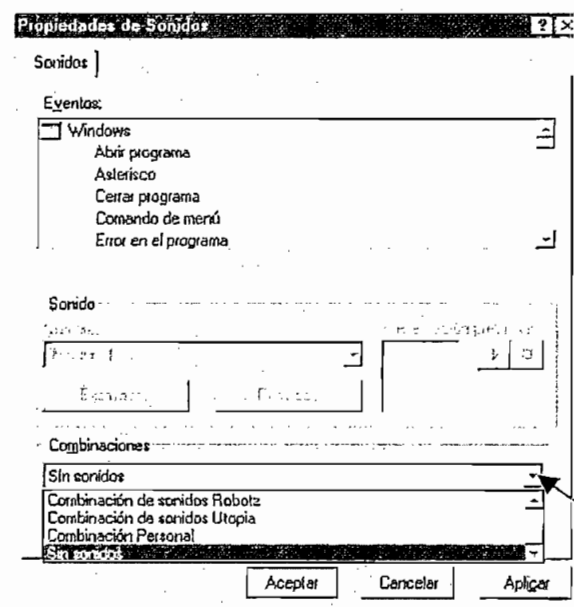 Propiedades de Sonidos
Sonidos
Eventos:
Windows
Abrir programa
Asterisco
Cerrar programa
Comando de menú
Error en el programa
Sonido
Combinaciones
Sin sonidos
Combinación de sonidos Robotz
Combinación de sonidos Utopia
Combinación Personal
Sin sonidos
Aceptar Cancelar Aplicar